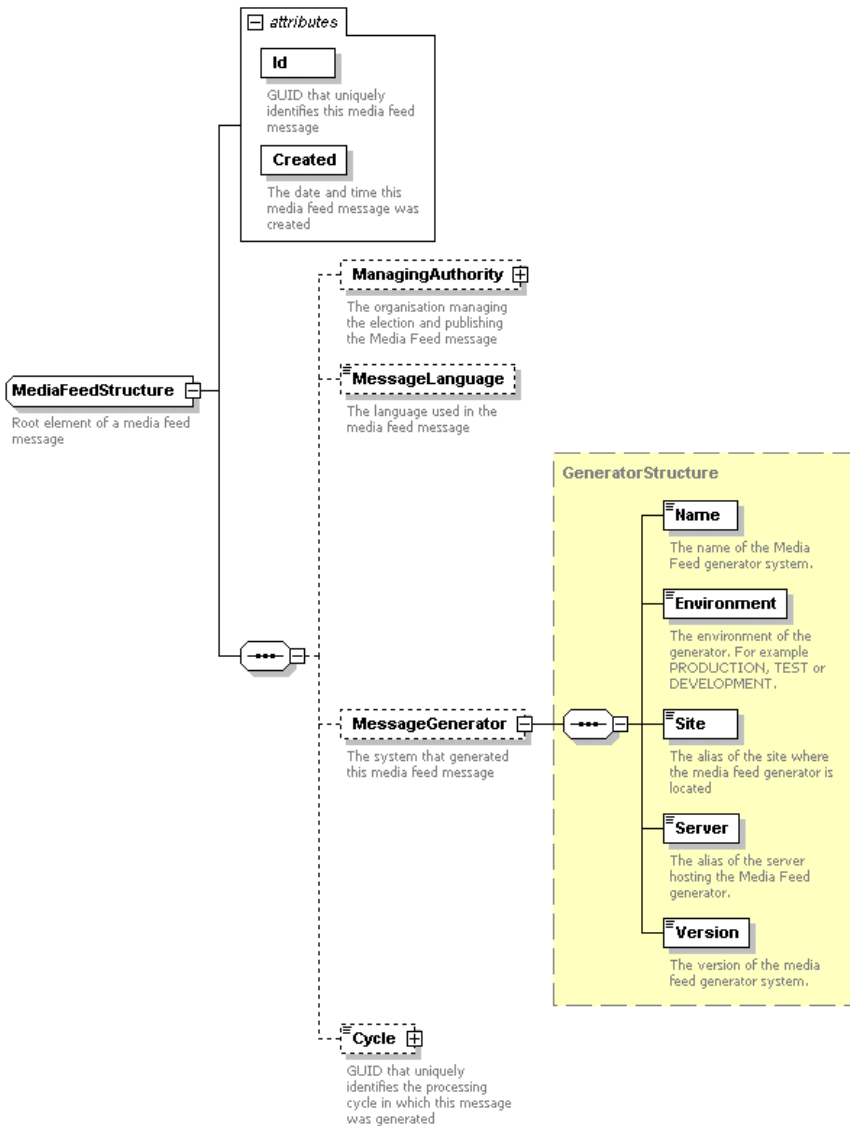 attributes
Id
GUID that uniquely
identifies this media feed
message
Created
The date and time this
media feed message was
created
MediaFeedStructure
Root element of a media feed
message
ManagingAuthority
The organisation managing
the election and publishing
the Media Feed message
MessageLanguage
The language used in the
media feed message
MessageGenerator
The system that generated
this media feed message
GeneratorStructure
Name
The name of the Media
Feed generator system.
Environment
The environment of the
generator. For example
PRODUCTION, TEST or
DEVELOPMENT.
Site
The alias of the site where
the media feed generator is
located
Server
The alias of the server
hosting the Media Feed
generator.
Version
The version of the media
feed generator system.
Cycle
GUID that uniquely
identifies the processing
cycle in which this message
was generated